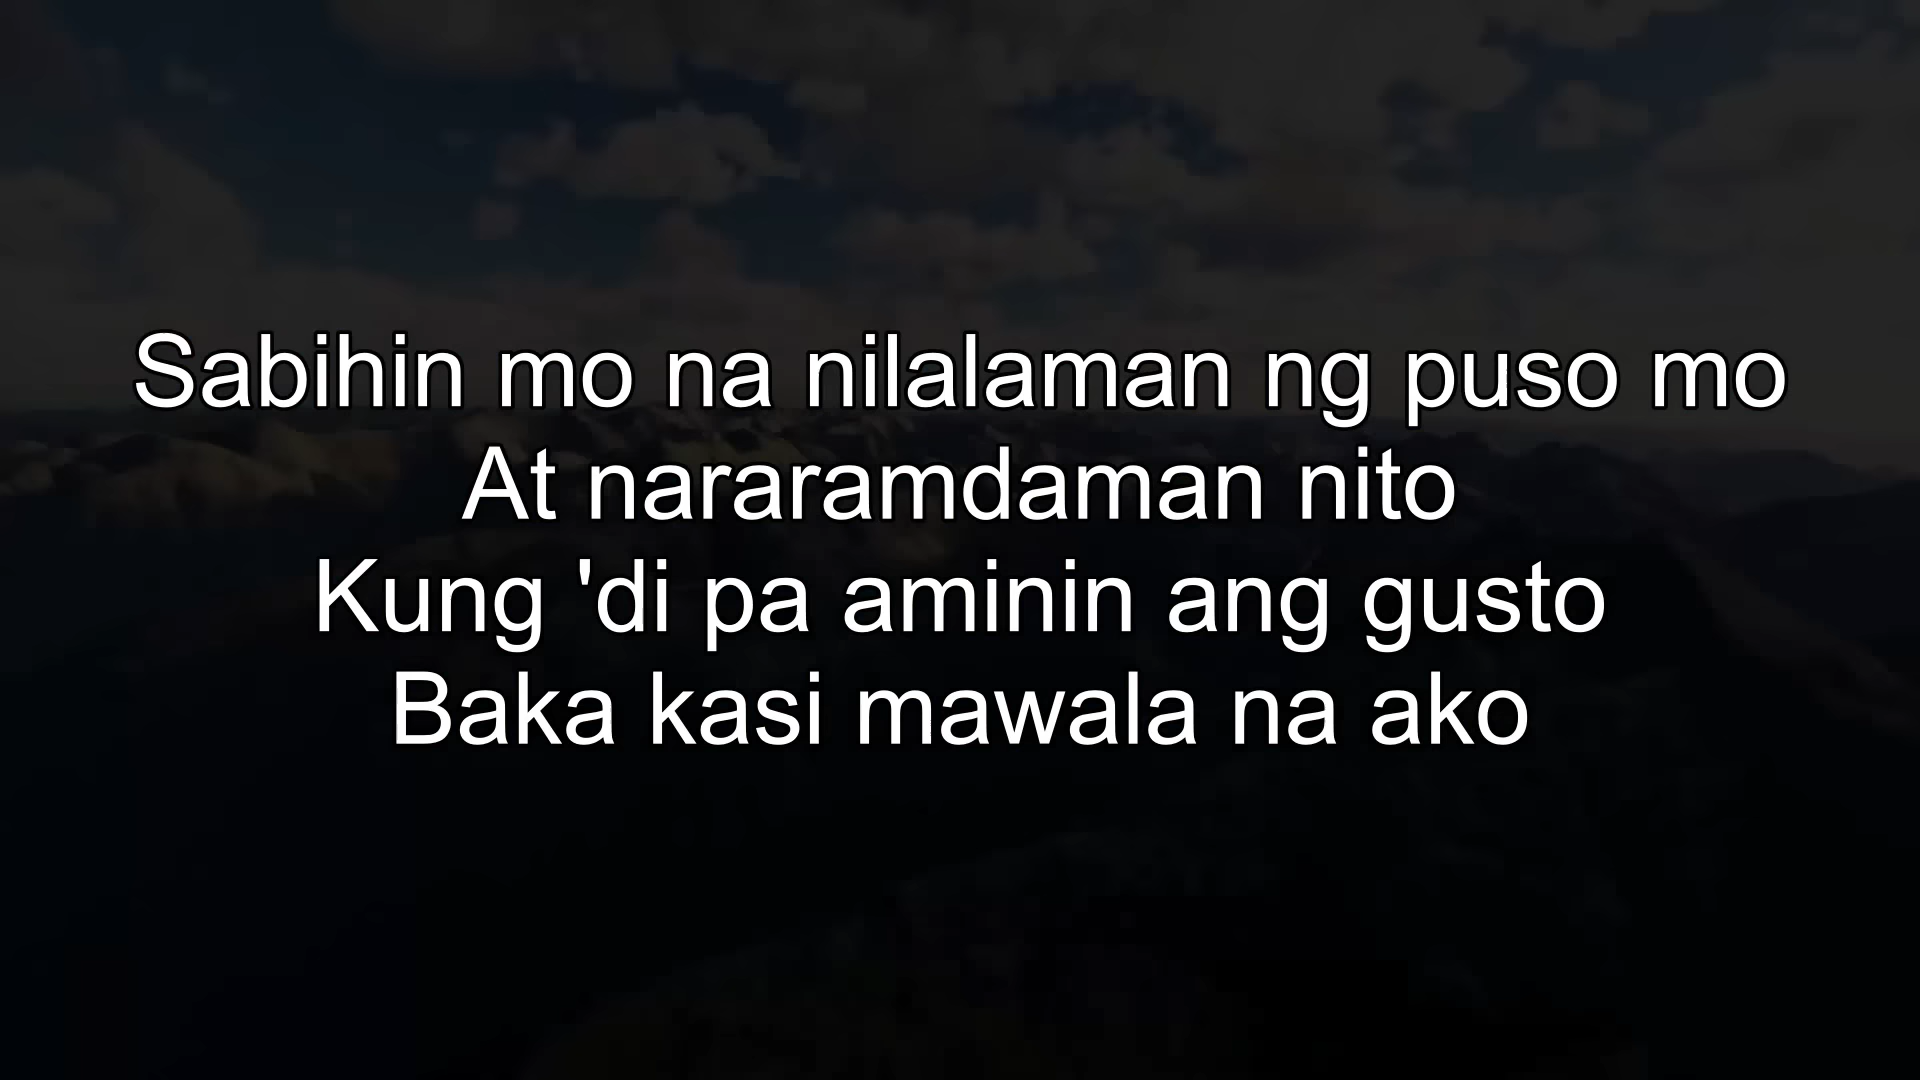 Sabihin mo na nilalaman ng puso mo
At nararamdaman nito
Kung 'di pa aminin ang gusto
Baka kasi mawala na ako